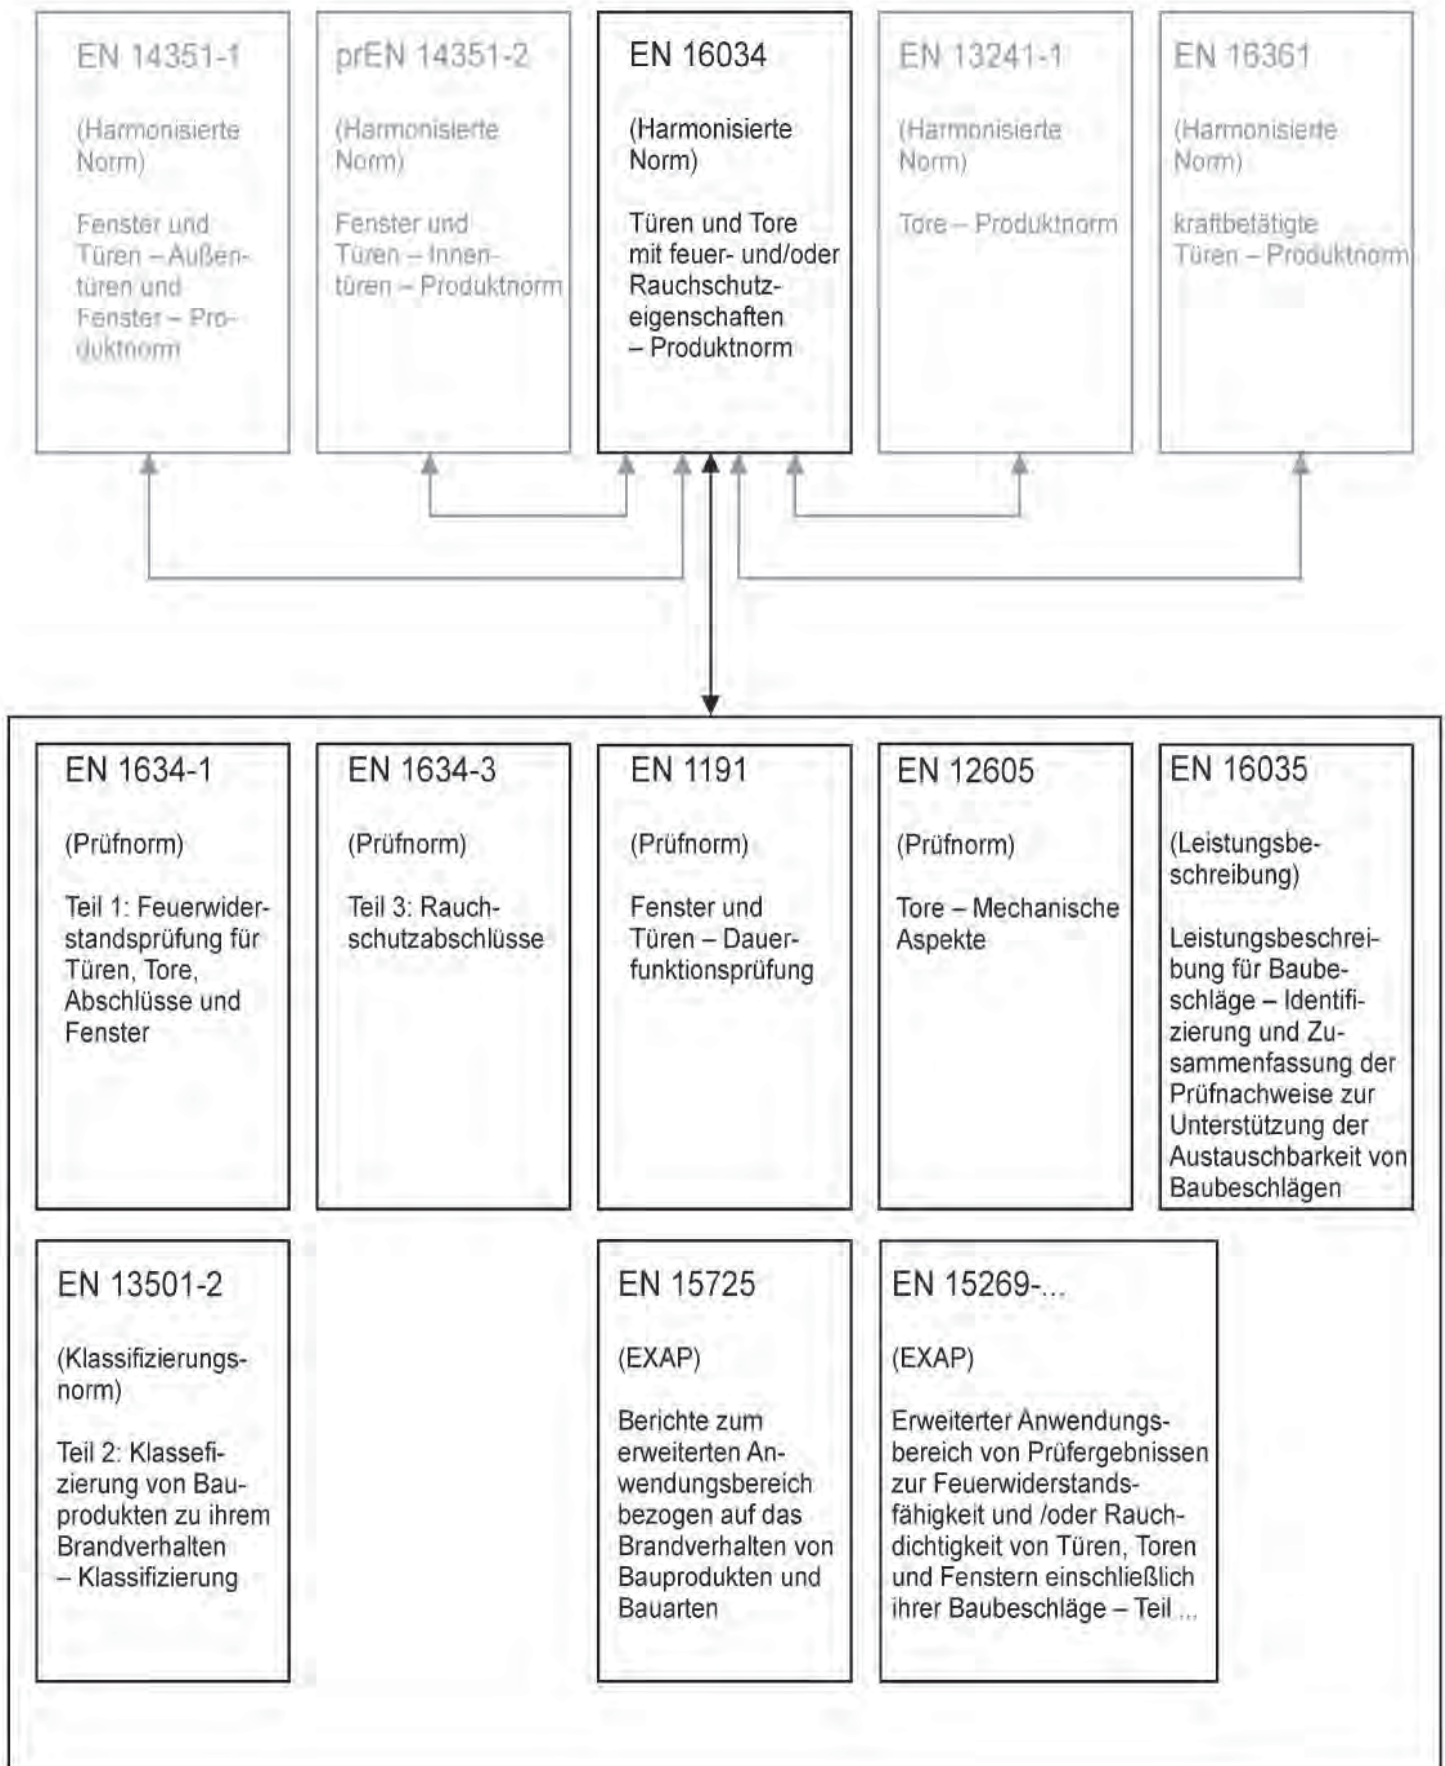 EN 14351-1
(Harmonisierte
Norm)
Fenster und
Türen – Außen-
türen und
Fenster – Pro-
duktnorm
prEN 14351-2
(Harmonisierte
Norm)
Fenster und
Türen – Innen-
türen – Produktnorm
EN 16034
(Harmonisierte
Norm)
Türen und Tore
mit feuer- und/oder
Rauchschutz-
eigenschaften
– Produktnorm
EN 13241-1
(Harmonisierte
Norm)
Tore – Produktnorm
EN 16361
(Harmonisierte
Norm)
kraftbetätigte
Türen – Produktnorm
EN 1634-1
(Prüfnorm)
Teil 1: Feuerwider-
standsprüfung für
Türen, Tore,
Abschlüsse und
Fenster
EN 1634-3
(Prüfnorm)
Teil 3: Rauch-
schutzabschlüsse
EN 1191
(Prüfnorm)
Fenster und
Türen – Dauer-
funktionsprüfung
EN 12605
(Prüfnorm)
Tore – Mechanische
Aspekte
EN 16035
(Leistungsbe-
schreibung)
Leistungsbeschrei-
bung für Baube-
schläge – Identifi-
zierung und Zu-
sammenfassung der
Prüfnachweise zur
Unterstützung der
Austauschbarkeit von
Baubeschlägen
EN 13501-2
(Klassifizierungs-
norm)
Teil 2: Klassefi-
zierung von Bau-
produkten zu ihrem
Brandverhalten
– Klassifizierung
EN 15725
(EXAP)
Berichte zum
erweiterten An-
wendungsbereich
bezogen auf das
Brandverhalten von
Bauprodukten und
Bauarten
EN 15269-...
(EXAP)
Erweiterter Anwendungs-
bereich von Prüfergebnissen
zur Feuerwiderstands-
fähigkeit und /oder Rauch-
dichtigkeit von Türen, Toren
und Fenstern einschließlich
ihrer Baubeschläge – Teil ...